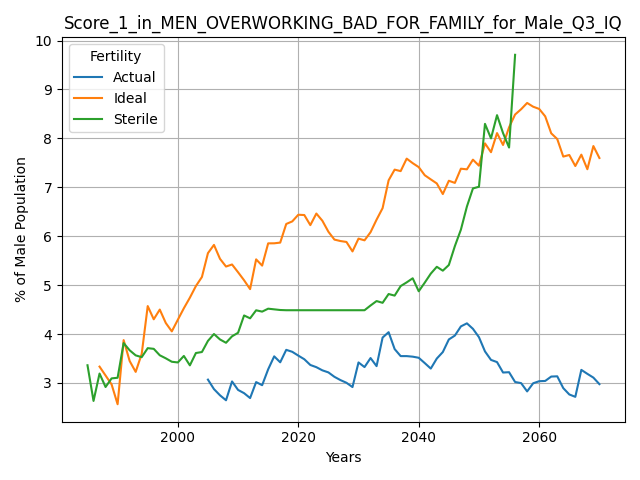 Score_1_in_MEN_OVERWORKING_BAD_FOR_FAMILY_for_Male_Q3_IQ
Fertility
Actual
Ideal
Sterile
% of Male Population
10
9
8
7
6
5
4
3
2000 2020 2040 2060
Years